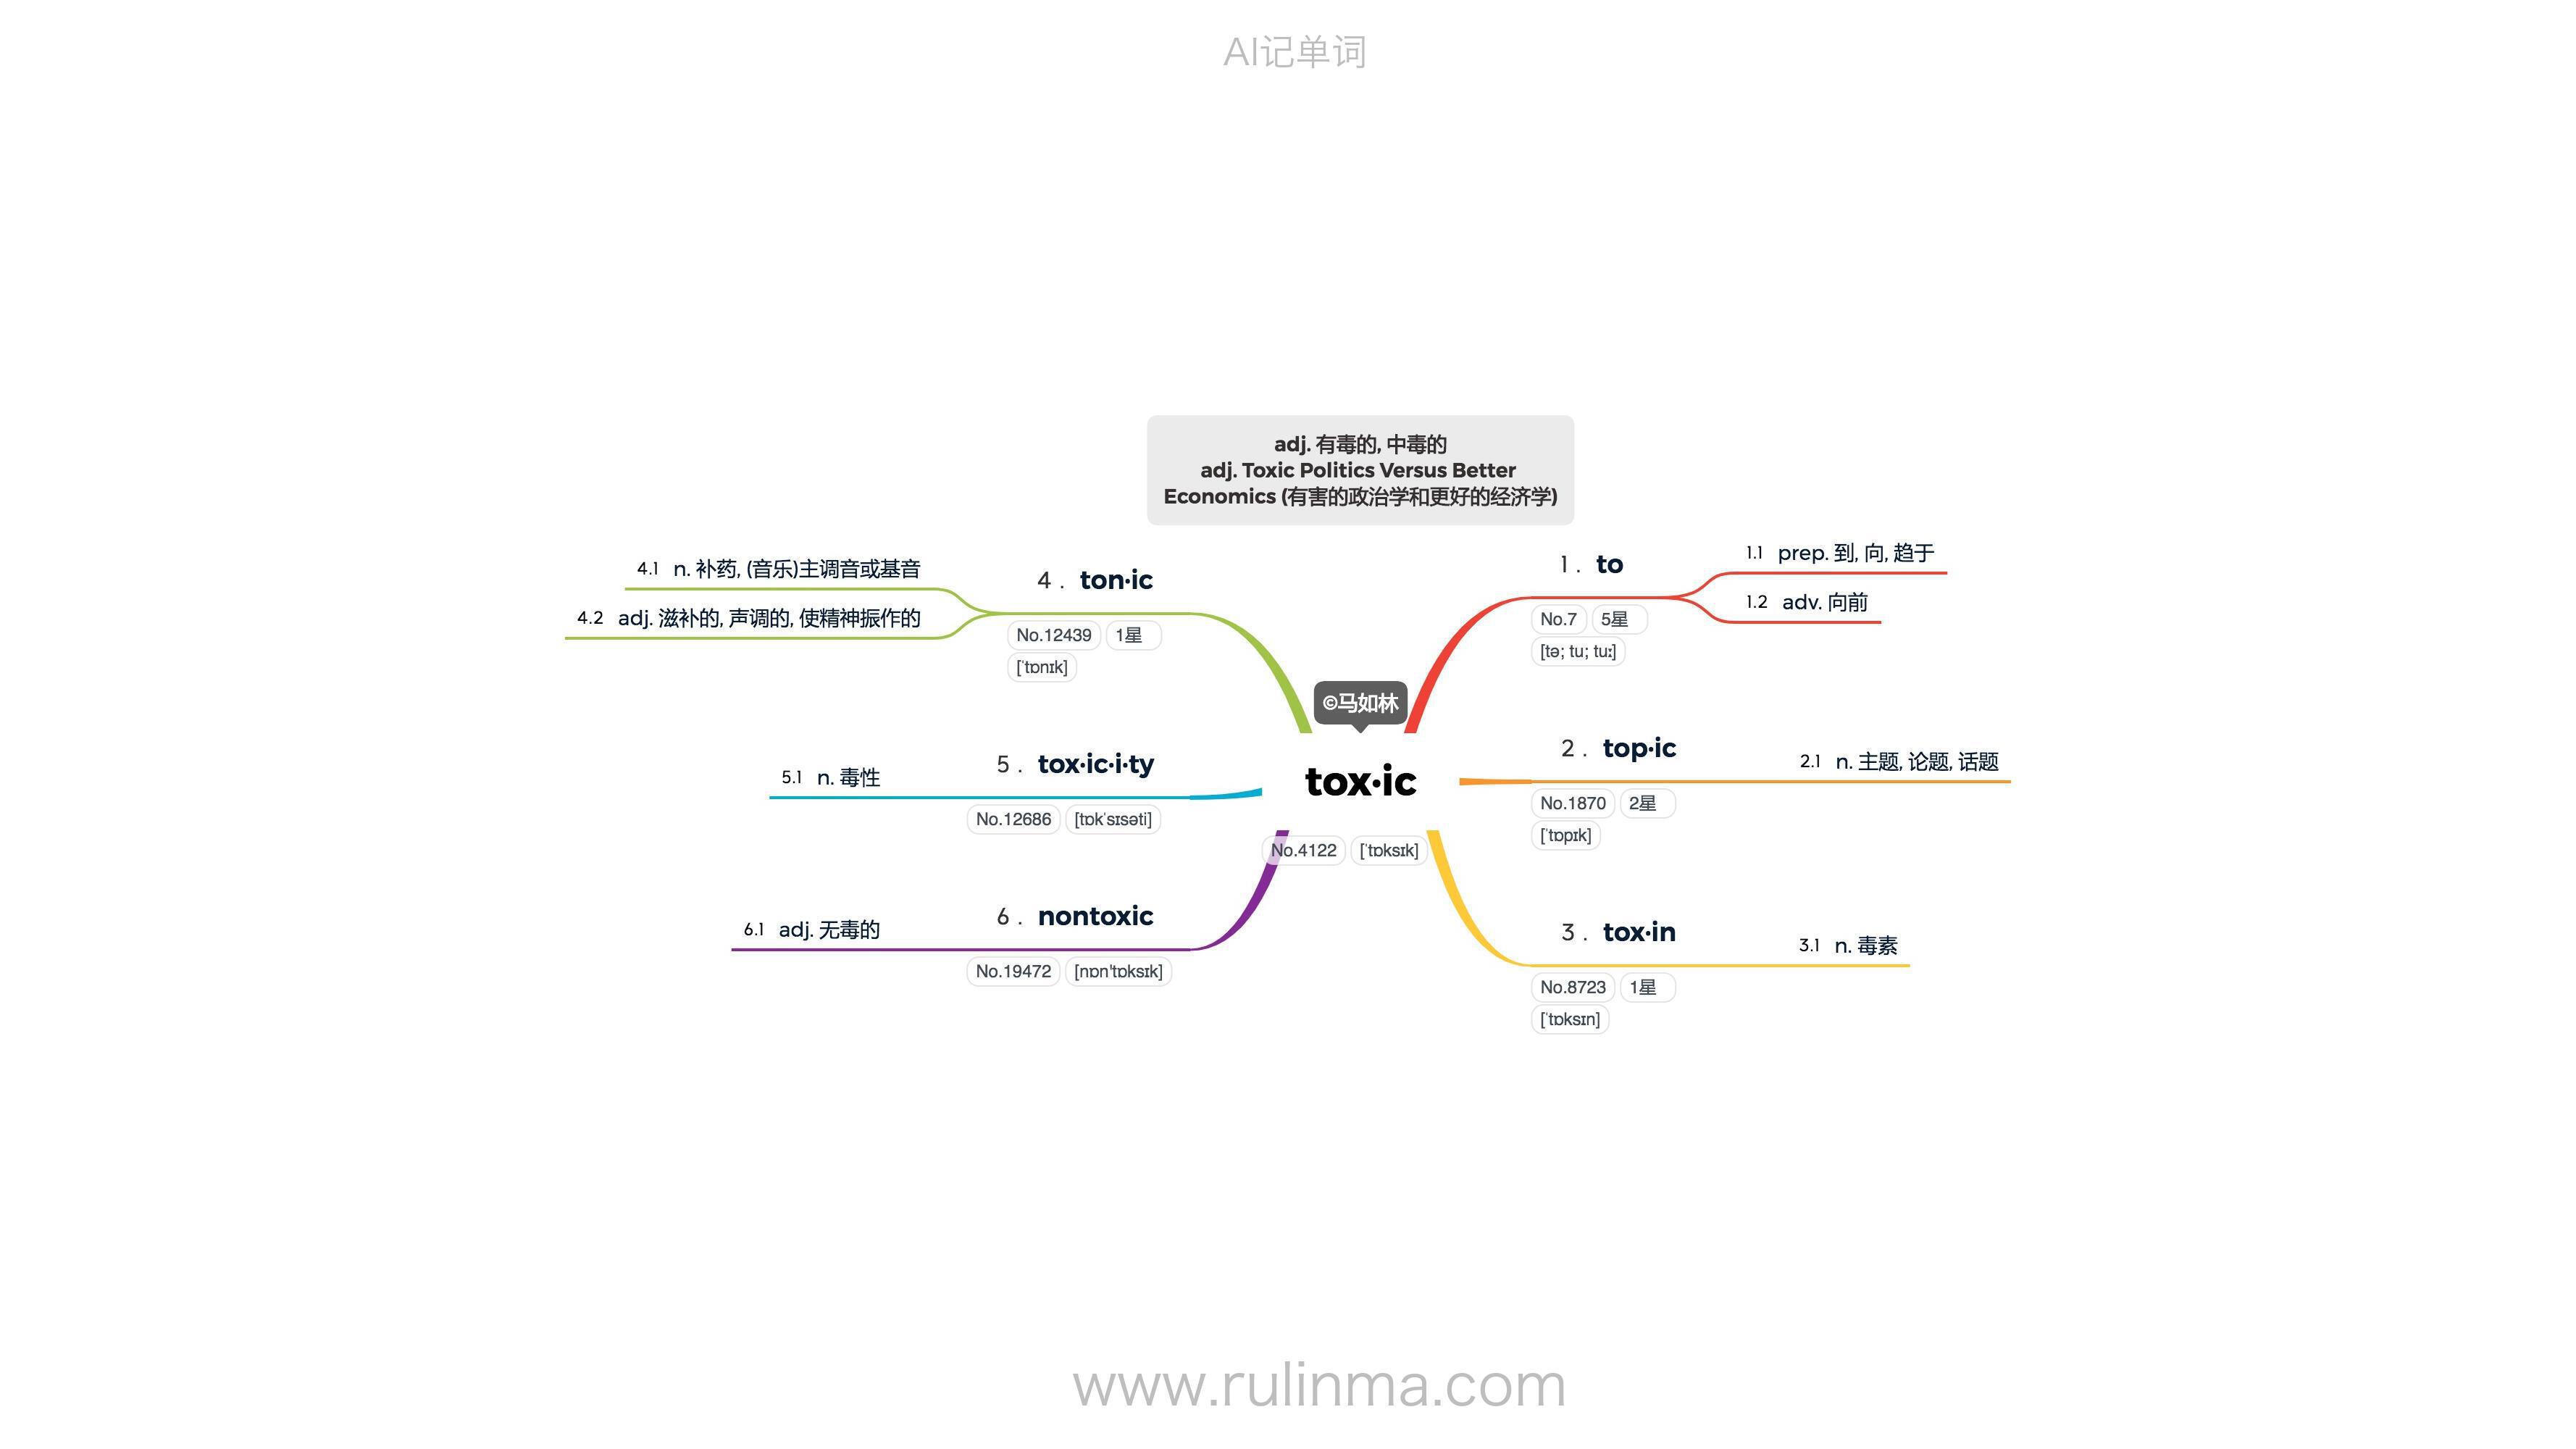 AI记单词
adj. 有毒的, 中毒的
adj. Toxic Politics Versus Better
Economics (有害的政治学和更好的经济学)
©马如林
tox·ic
No.4122 [ˈtɒksɪk]
1 . to
No.7 5星
[tə; tu; tuː]
1.1 prep. 到, 向, 趋于
1.2 adv. 向前
2 . top·ic
No.1870 2星
[ˈtɒpɪk]
2.1 n. 主题, 论题, 话题
3 . tox·in
No.8723 1星
[ˈtɒksɪn]
3.1 n. 毒素
4 . ton·ic
No.12439 1星
[ˈtɒnɪk]
4.1 n. 补药, (音乐)主调音或基音
4.2 adj. 滋补的, 声调的, 使精神振作的
5 . tox·ic·i·ty
No.12686 [tɒkˈsɪsəti]
5.1 n. 毒性
6 . nontoxic
No.19472 [nɒn'tɒksɪk]
6.1 adj. 无毒的
www.rulinma.com